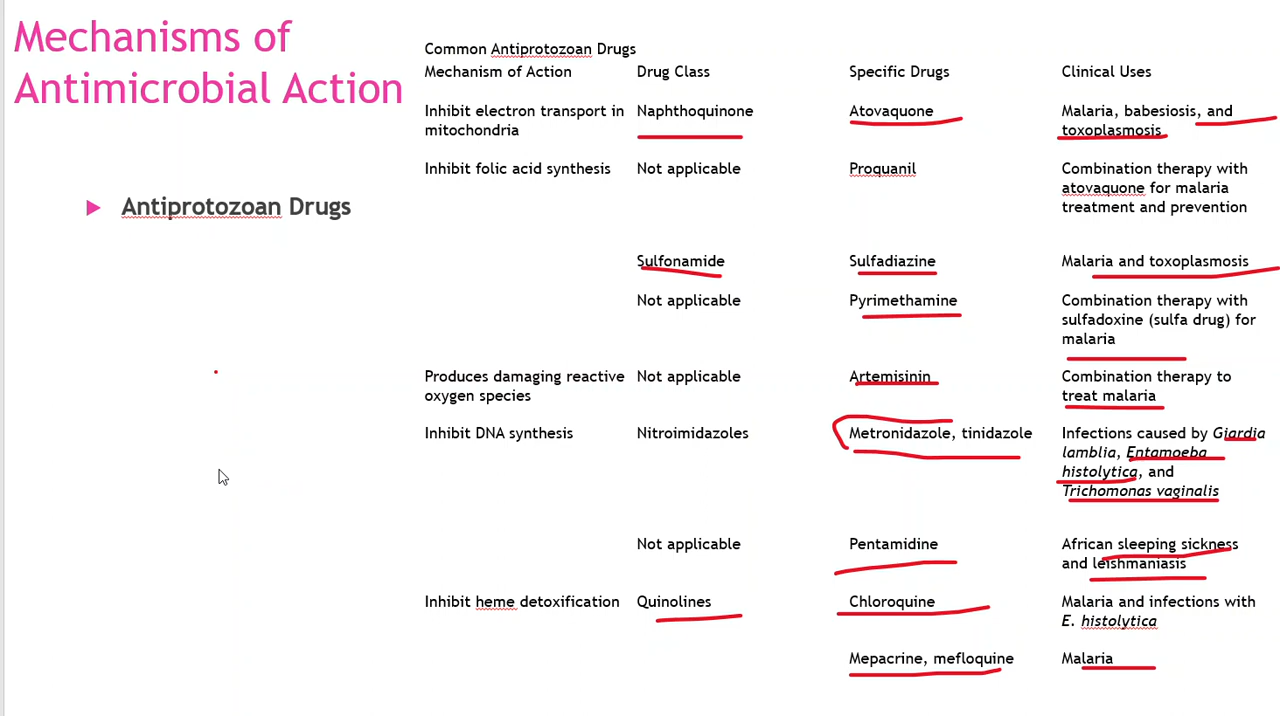 Mechanisms of
Antimicrobial Action
Antiprotozoan Drugs
Common Antiprotozoan Drugs
Mechanism of Action Drug Class Specific Drugs Clinical Uses
Inhibit electron transport in Naphthoquinone Atovaquone Malaria, babesiosis, and
mitochondria toxoplasmosis
Inhibit folic acid synthesis Not applicable Proquanil Combination therapy with
atovaquone for malaria
treatment and prevention
Sulfonamide Sulfadiazine Malaria and toxoplasmosis
Not applicable Pyrimethamine Combination therapy with
sulfadoxine (sulfa drug) for
malaria
Produces damaging reactive Not applicable Artemisinin Combination therapy to
oxygen species treat malaria
Inhibit DNA synthesis Nitroimidazoles Metronidazole, tinidazole Infections caused by Giardia
lamblia, Entamoeba
histolytica, and
Trichomonas vaginalis
Not applicable Pentamidine African sleeping sickness
and leishmaniasis
Inhibit heme detoxification Quinolines Chloroquine Malaria and infections with
E. histolytica
Mepacrine, mefloquine Malaria